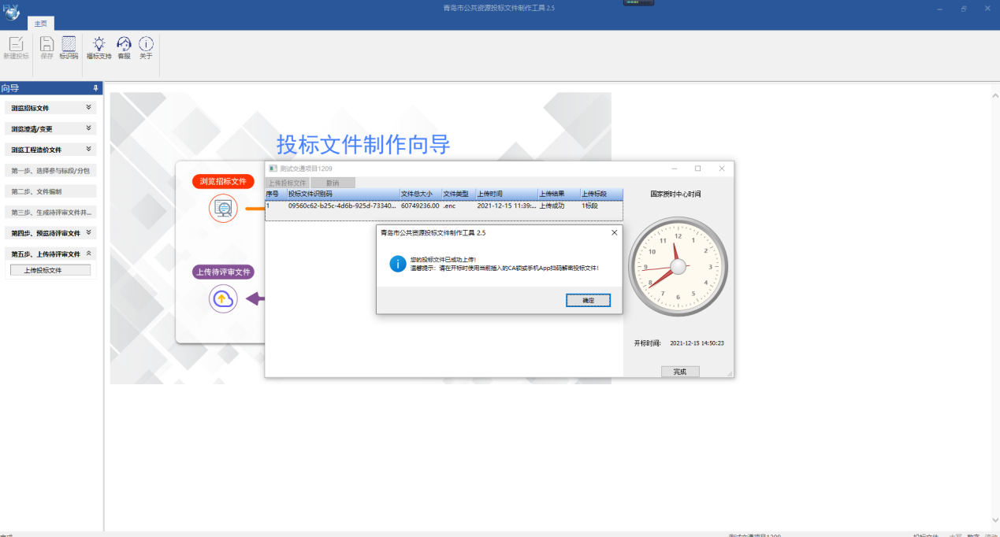 青岛市公共资源投标文件制作工具 2.5
主页
新建投标
保存
标识码
福标支持
客服
关于
向导
浏览招标文件
浏览澄清/变更
浏览工程造价文件
第一步、选择参与标段/分包
第二步、文件编制
第三步、生成待评审文件并...
第四步、预览待评审文件
第五步、上传待评审文件
上传投标文件
投标文件制作向导
浏览招标文件
上传待评审文件
测试交通项目1209
上传投标文件 撤销
序号 投标文件识别码 文件总大小 文件类型 上传时间 上传结果 上传标段
1 09560c62-b25c-4d6b-925d-73340... 60749236.00 .enc 2021-12-15 11:39:... 上传成功 1标段
国家授时中心时间
12
1
2
3
4
5
6
7
8
9
10
11
开标时间: 2021-12-15 14:50:23
完成
青岛市公共资源投标文件制作工具 2.5
您的投标文件已成功上传!
温馨提示：请在开标时使用当前插入的CA锁或手机App扫码解密投标文件!
确定
测试交通项目1209
投标文件
数字